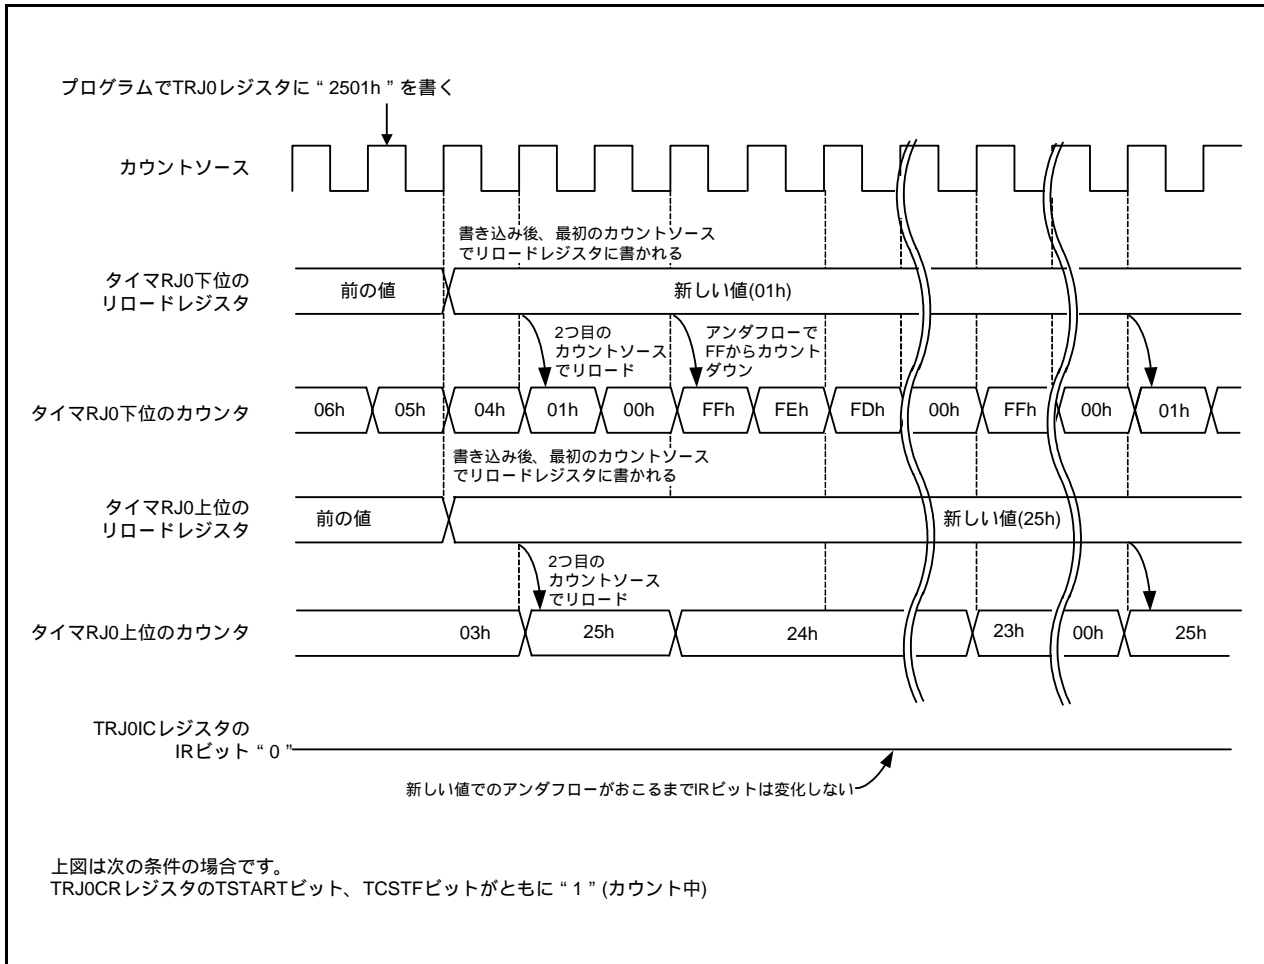 プログラムでTRJ0レジスタに“2501h”を書く
カウントソース
書き込み後、最初のカウントソース
でリロードレジスタに書かれる
タイマRJ0下位の
リロードレジスタ
前の値
新しい値(01h)
2つ目の
カウントソース
でリロード
アンダフローで
FFからカウント
ダウン
タイマRJ0下位のカウンタ
06h 05h 04h 01h 00h FFh FEh FDh 00h FFh 00h 01h
書き込み後、最初のカウントソース
でリロードレジスタに書かれる
タイマRJ0上位の
リロードレジスタ
前の値
新しい値(25h)
2つ目の
カウントソース
でリロード
タイマRJ0上位のカウンタ
03h 25h 24h 23h 00h 25h
TRJ0ICレジスタの
IRビット“0”
新しい値でのアンダフローがおこるまでIRビットは変化しない
上図は次の条件の場合です。
TRJ0CRレジスタのTSTARTビット、TCSTFビットがともに“1”(カウント中)